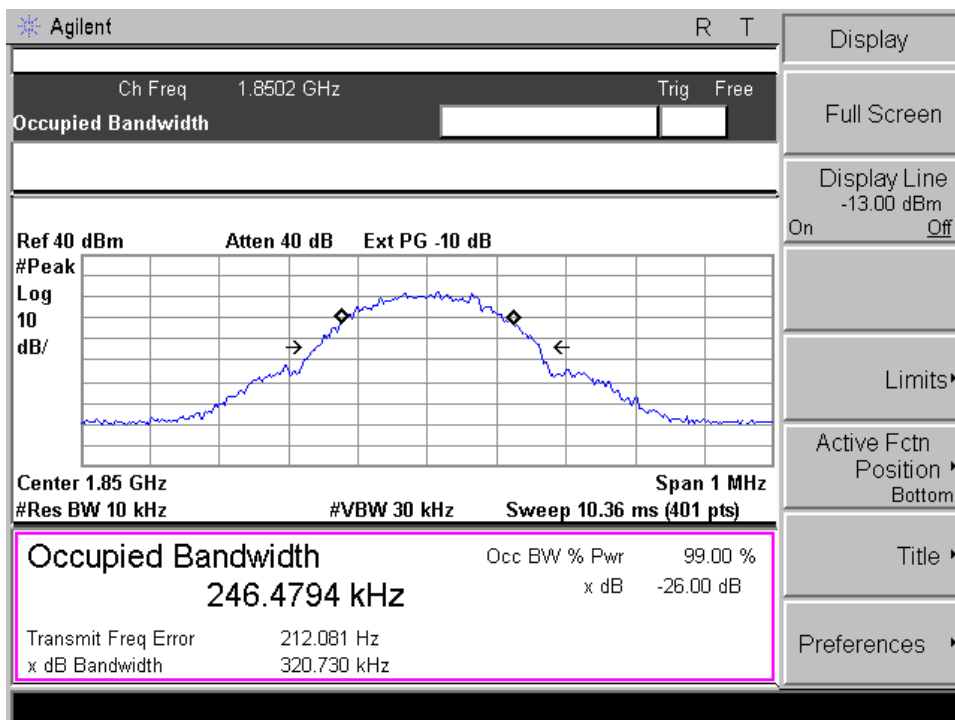 Agilent R T
Display
Ch Freq 1.8502 GHz Trig Free
Occupied Bandwidth
Full Screen
Display Line
-13.00 dBm
On Off
Ref 40 dBm Atten 40 dB Ext PG -10 dB
#Peak
Log
10
dB/
Limits
Active Fctn
Position
Bottom
Center 1.85 GHz Span 1 MHz
#Res BW 10 kHz #VBW 30 kHz Sweep 10.36 ms (401 pts)
Occupied Bandwidth
246.4794 kHz
Occ BW % Pwr 99.00 %
x dB -26.00 dB
Transmit Freq Error 212.081 Hz
x dB Bandwidth 320.730 kHz
Title
Preferences